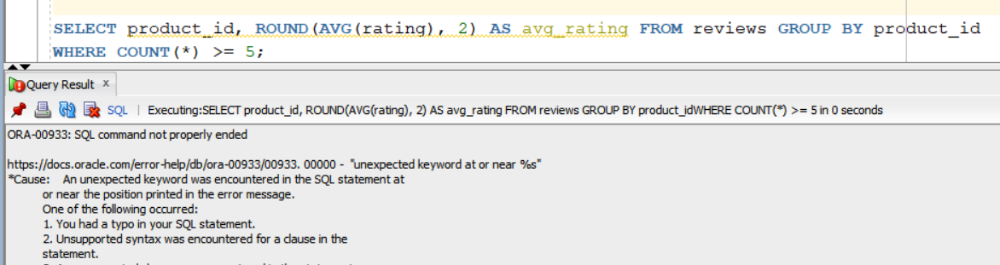 SELECT product_id, ROUND(AVG(rating), 2) AS avg_rating FROM reviews GROUP BY product_id
WHERE COUNT(*) >= 5;
Query Result x
SQL | Executing:SELECT product_id, ROUND(AVG(rating), 2) AS avg_rating FROM reviews GROUP BY product_idWHERE COUNT(*) >= 5 in 0 seconds
ORA-00933: SQL command not properly ended
https://docs.oracle.com/error-help/db/ora-00933/00933. 00000 - "unexpected keyword at or near %s"
*Cause: An unexpected keyword was encountered in the SQL statement at
or near the position printed in the error message.
One of the following occurred:
1. You had a typo in your SQL statement.
2. Unsupported syntax was encountered for a clause in the
statement.